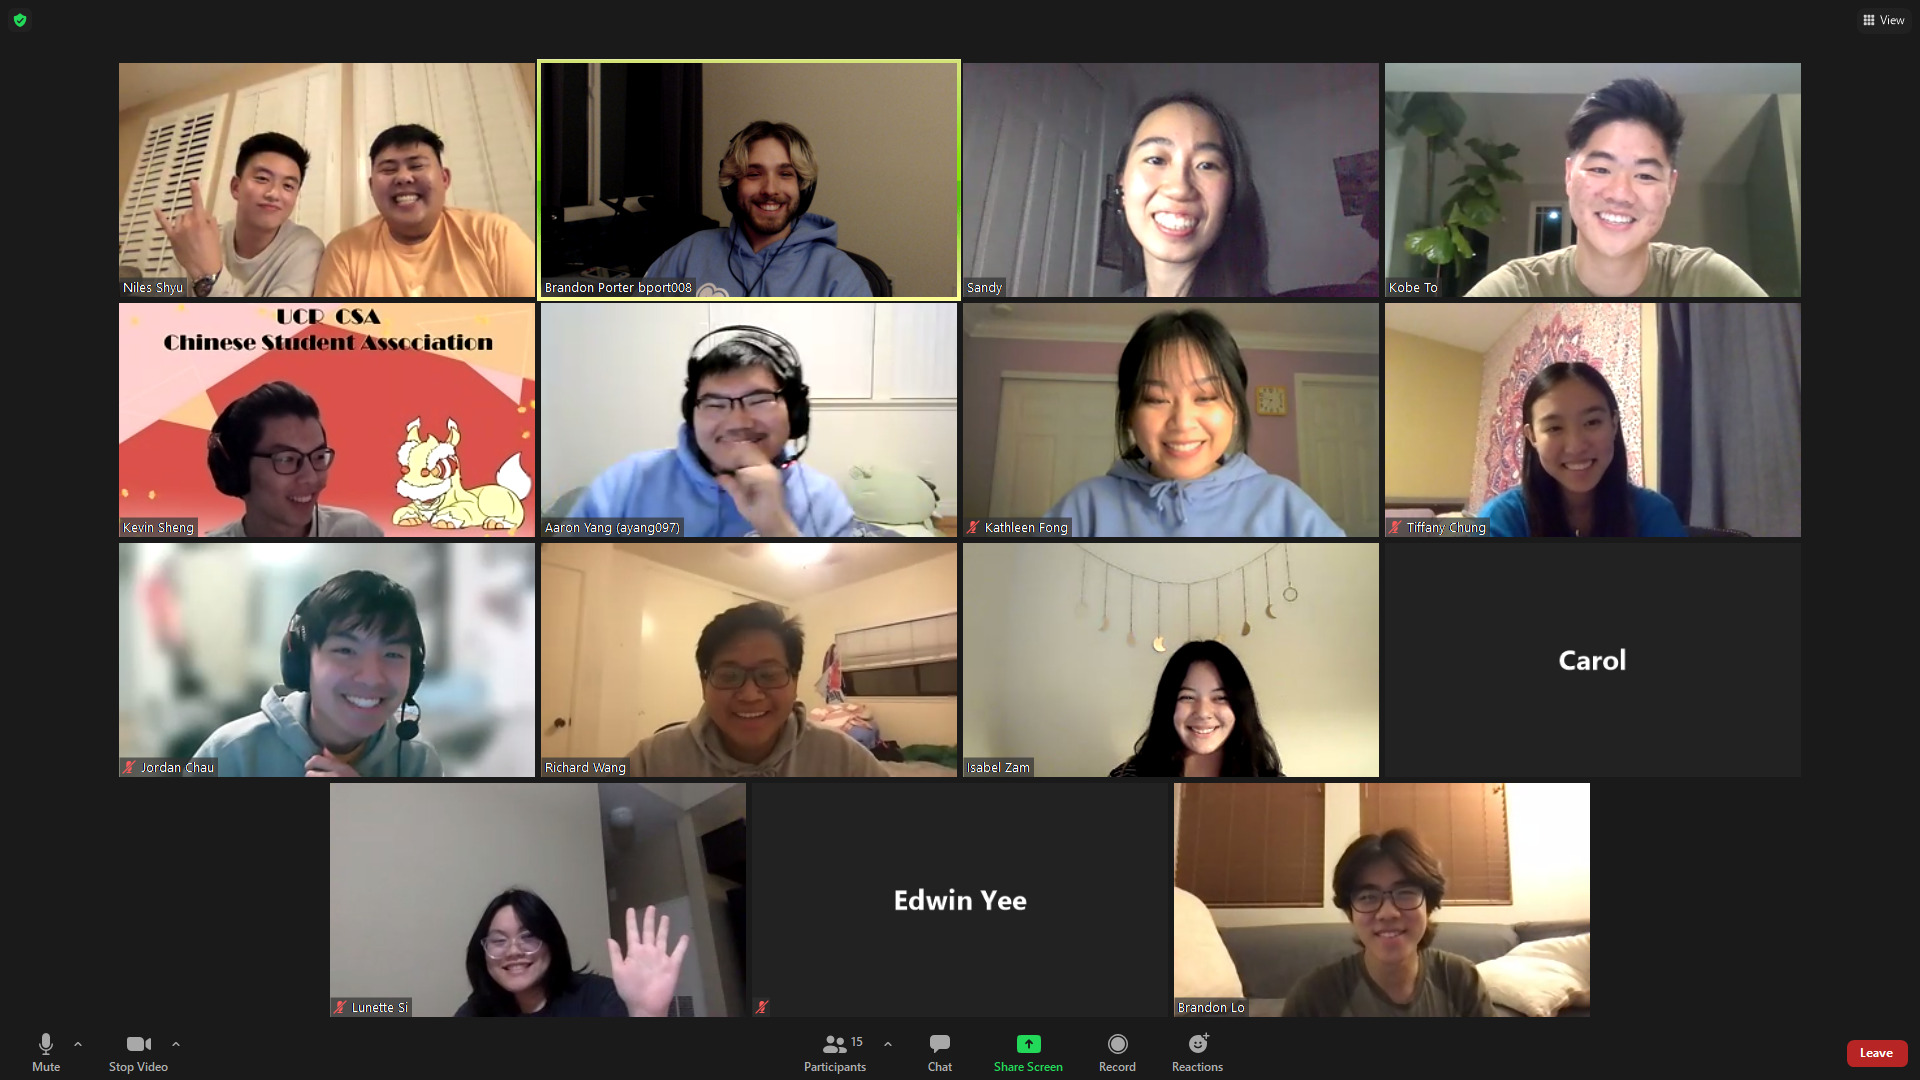 View
Niles Shyu
Brandon Porter bport008
Sandy
Kobe To
UCR CSA
Chinese Student Association
Kevin Sheng
Aaron Yang (ayang097)
Kathleen Fong
Tiffany Chung
Jordan Chau
Richard Wang
Isabel Zam
Carol
Lunette Si
Edwin Yee
Brandon Lo
Mute
Stop Video
15
Participants
Chat
Share Screen
Record
Reactions
Leave